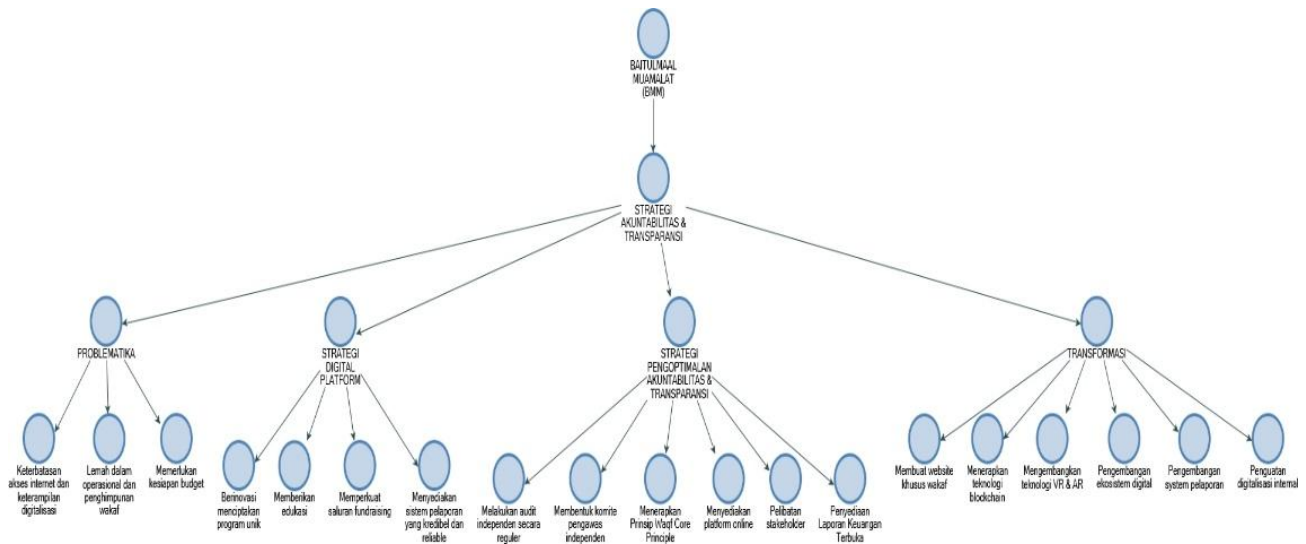 BAITULMAAL
MUAMALAT
(BMM)
STRATEGI
AKUNTABILITAS &
TRANSPARANSI
PROBLEMATIKA
STRATEGI
DIGITAL
PLATFORM
STRATEGI
PENGOPTIMALAN
AKUNTABILITAS &
TRANSPARANSI
TRANSFORMASI
Keterbatasan
akses internet dan
keterampilan
digitalisasi
Lemah dalam
operasional dan
penghimpunan
wakaf
Memerlukan
kesiapan budget
Berinovasi
menciptakan
program unik
Memberikan
edukasi
Memperkuat
saluran fundraising
Menyediakan
sistem pelaporan
yang kredibel dan
reliable
Melakukan audit
independen secara
reguler
Membentuk komite
pengawas
independen
Menerapkan
Prinsip Waqf Core
Principle
Menyediakan
platform online
Pelibatan
stakeholder
Penyediaan
Laporan Keuangan
Terbuka
Membuat website
khusus wakaf
Menerapkan
teknologi
blockchain
Mengembangkan
teknologi VR & AR
Pengembangan
ekosistem digital
Pengembangan
system pelaporan
Penguatan
digitalisasi internal